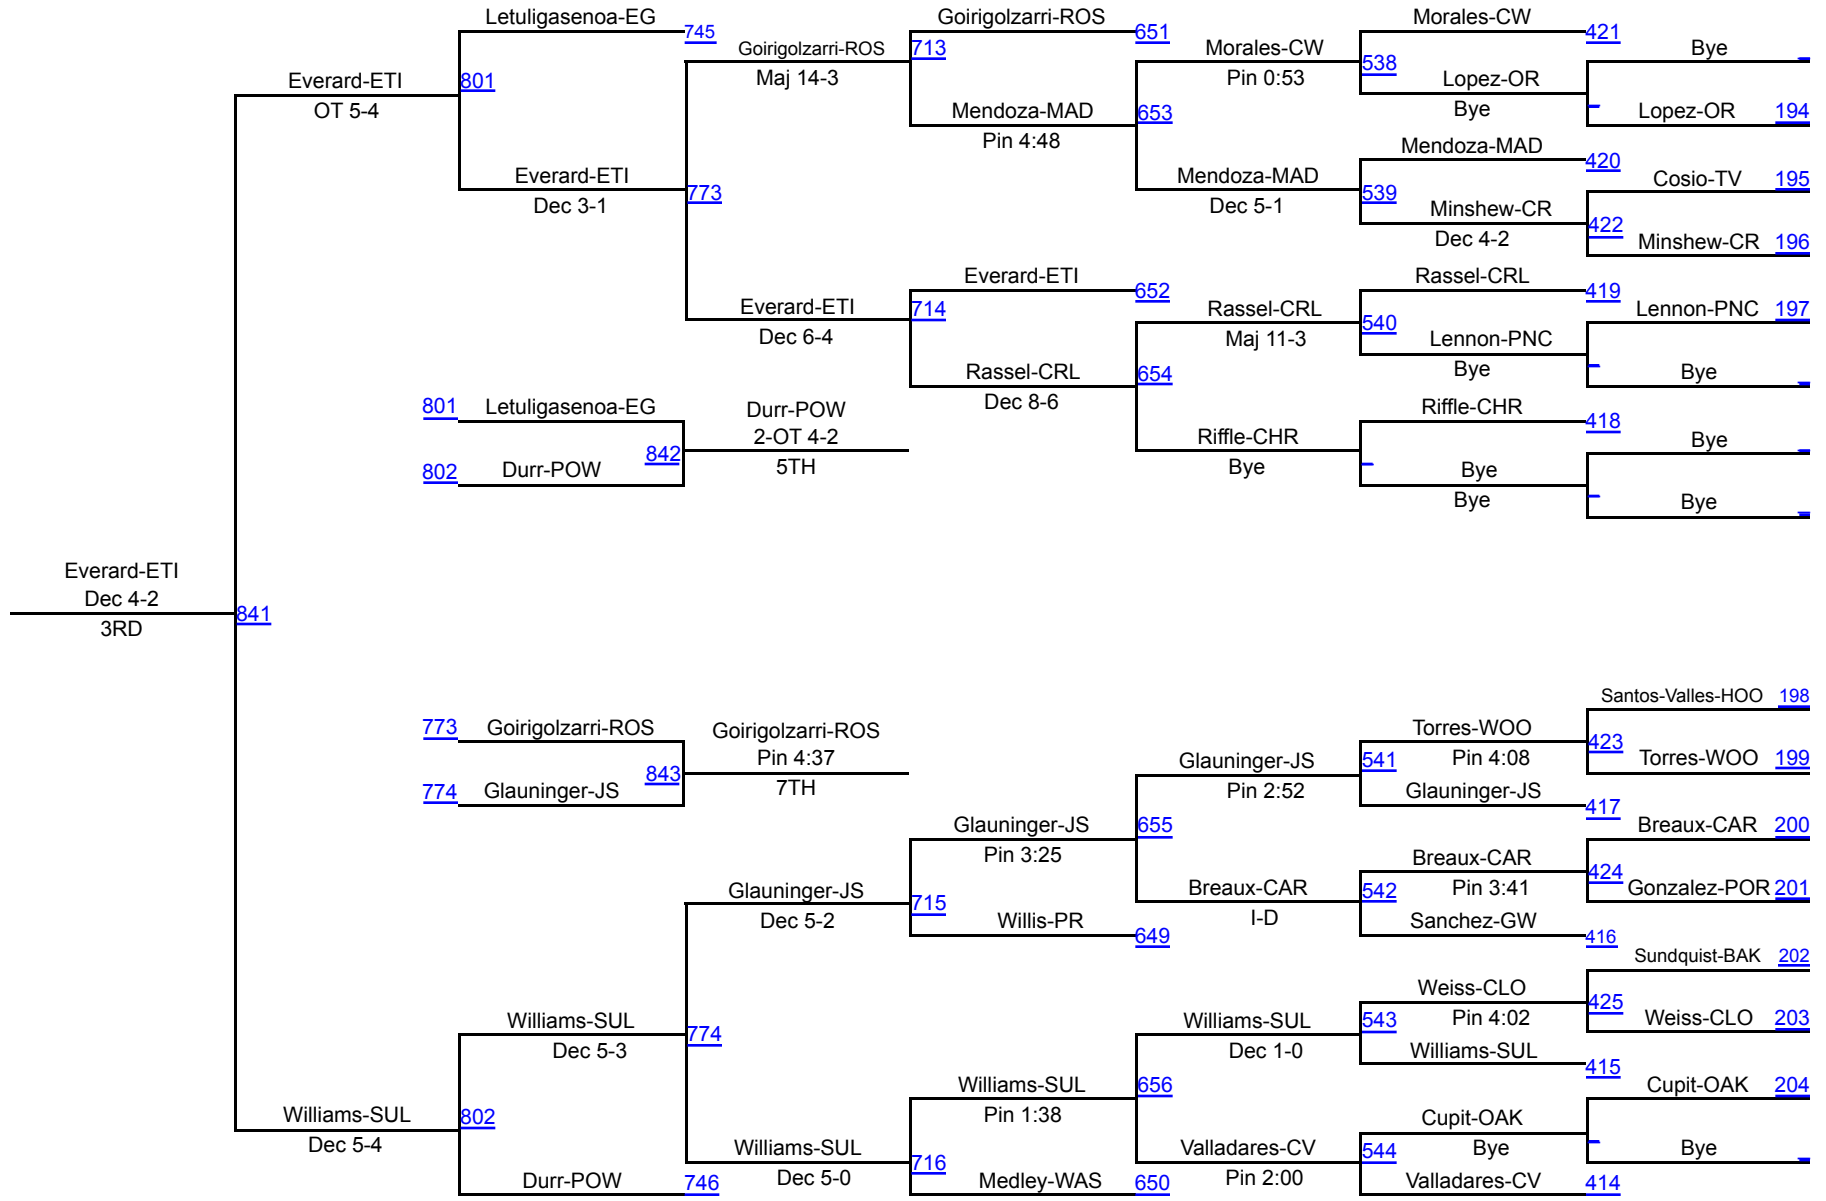 Letuligasenoa-EG
745
Goirigolzarri-ROS
651
Morales-CW
421
Goirigolzarri-ROS
713
Morales-CW
Bye
Maj 14-3
Pin 0:53
538
Everard-ETI
801
Lopez-OR
OT 5-4
Mendoza-MAD
653
Bye
Lopez-OR
194
Pin 4:48
Mendoza-MAD
420
Everard-ETI
773
Mendoza-MAD
539
Cosio-TV
195
Dec 3-1
Dec 5-1
Minshew-CR
422
Dec 4-2
Minshew-CR
196
Everard-ETI
652
Rassel-CRL
419
Everard-ETI
714
Rassel-CRL
540
Lennon-PNC
197
Dec 6-4
Maj 11-3
Lennon-PNC
Rassel-CRL
654
Bye
Bye
Dec 8-6
801
Letuligasenoa-EG
Durr-POW
Riffle-CHR
418
2-OT 4-2
Riffle-CHR
Bye
842
5TH
Bye
802
Durr-POW
Bye
Bye
Bye
Everard-ETI
Dec 4-2
841
3RD
Santos-Valles-HOO
198
773
Goirigolzarri-ROS
Goirigolzarri-ROS
Torres-WOO
423
Pin 4:37
Glauninger-JS
541
Pin 4:08
Torres-WOO
199
843
7TH
Pin 2:52
774
Glauninger-JS
Glauninger-JS
417
Glauninger-JS
655
Breaux-CAR
200
Pin 3:25
Breaux-CAR
424
Glauninger-JS
715
Breaux-CAR
542
Pin 3:41
Gonzalez-POR
201
Dec 5-2
I-D
Willis-PR
649
Sanchez-GW
416
Sundquist-BAK
202
Weiss-CLO
425
Williams-SUL
774
Williams-SUL
543
Pin 4:02
Weiss-CLO
203
Dec 5-3
Dec 1-0
Williams-SUL
415
Williams-SUL
656
Cupit-OAK
204
Williams-SUL
802
Pin 1:38
Cupit-OAK
Dec 5-4
Williams-SUL
716
Valladares-CV
544
Bye
Bye
Durr-POW
746
Dec 5-0
Medley-WAS
650
Pin 2:00
Valladares-CV
414